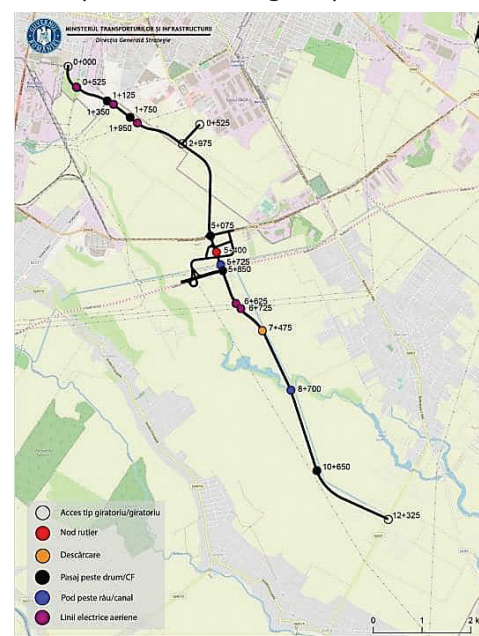 GUVERNUL ROMÂNIEI
MINISTERUL TRANSPORTURILOR ȘI INFRASTRUCTURII
Direcția Generală Strategie
0+000
0+525
1+125
1+350
1+750
1+950
0+525
2+975
5+075
5+400
5+725
5+850
6+625
6+725
7+475
8+700
10+650
12+325
Acces tip giratoriu/giratoriu
Nod rutier
Descărcare
Pasaj peste drum/CF
Pod peste râu/canal
Linii electrice aeriene
0 1 2 k